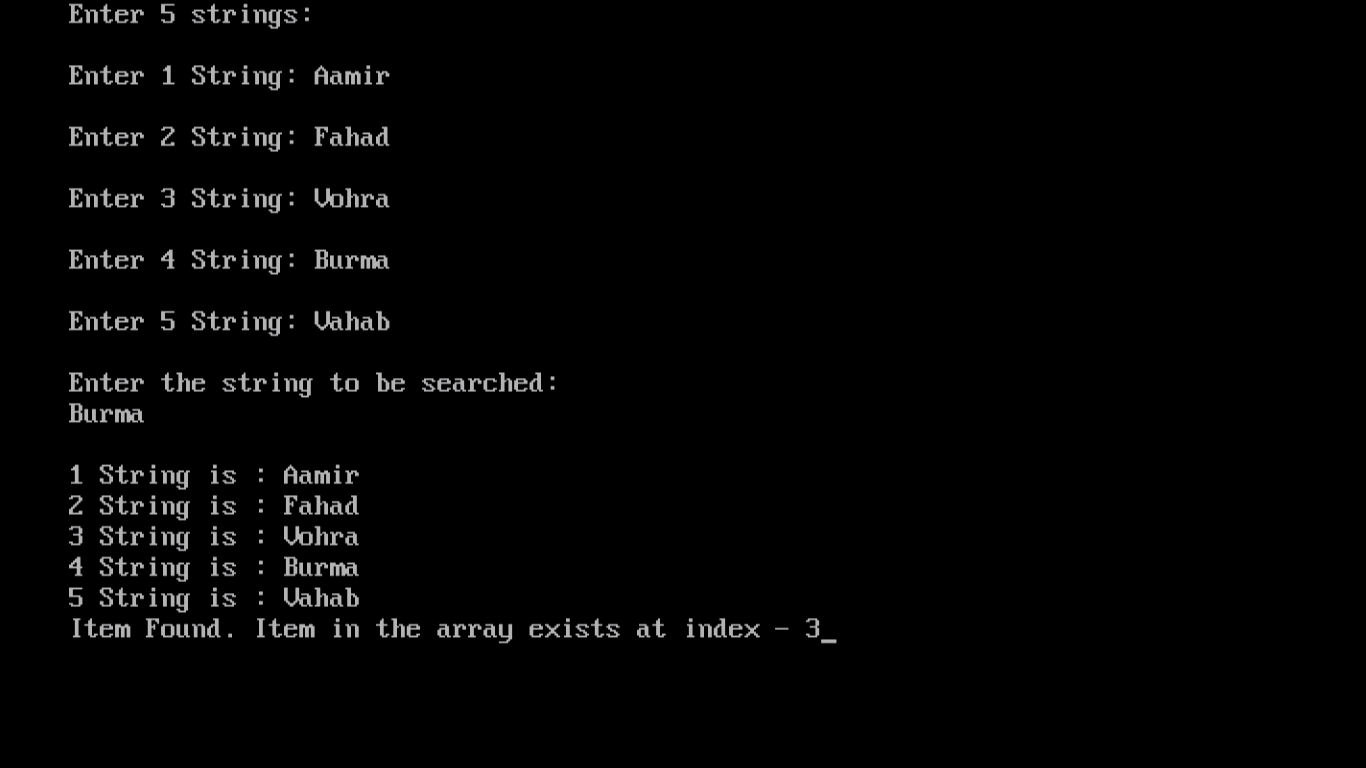 Enter 5 strings:
Enter 1 String: Aamir
Enter 2 String: Fahad
Enter 3 String: Vohra
Enter 4 String: Burma
Enter 5 String: Vahab
Enter the string to be searched:
Burma
1 String is : Aamir
2 String is : Fahad
3 String is : Vohra
4 String is : Burma
5 String is : Vahab
Item Found. Item in the array exists at index - 3_